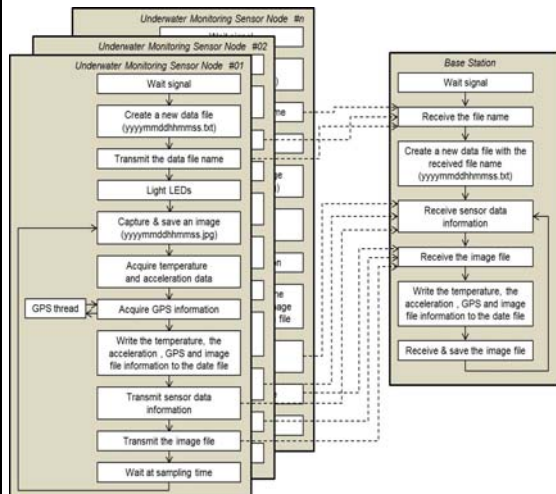 Underwater Monitoring Sensor Node #n
Wait signal
Underwater Monitoring Sensor Node #02
Underwater Monitoring Sensor Node #01
Wait signal
Create a new data file
(yyyymmddhhmmss.txt)
Transmit the data file name
Light LEDs
Capture & save an image
(yyyymmddhhmmss.jpg)
Acquire temperature
and acceleration data
GPS thread
Acquire GPS information
Write the temperature, the
acceleration , GPS and image
file information to the date file
Transmit sensor data
information
Transmit the image file
Wait at sampling time
Base Station
Wait signal
Receive the file name
Create a new data file with the
received file name
(yyyymmddhhmmss.txt)
Receive sensor data
information
Receive the image file
Write the temperature, the
acceleration , GPS and image
file information to the date file
Receive & save the image file